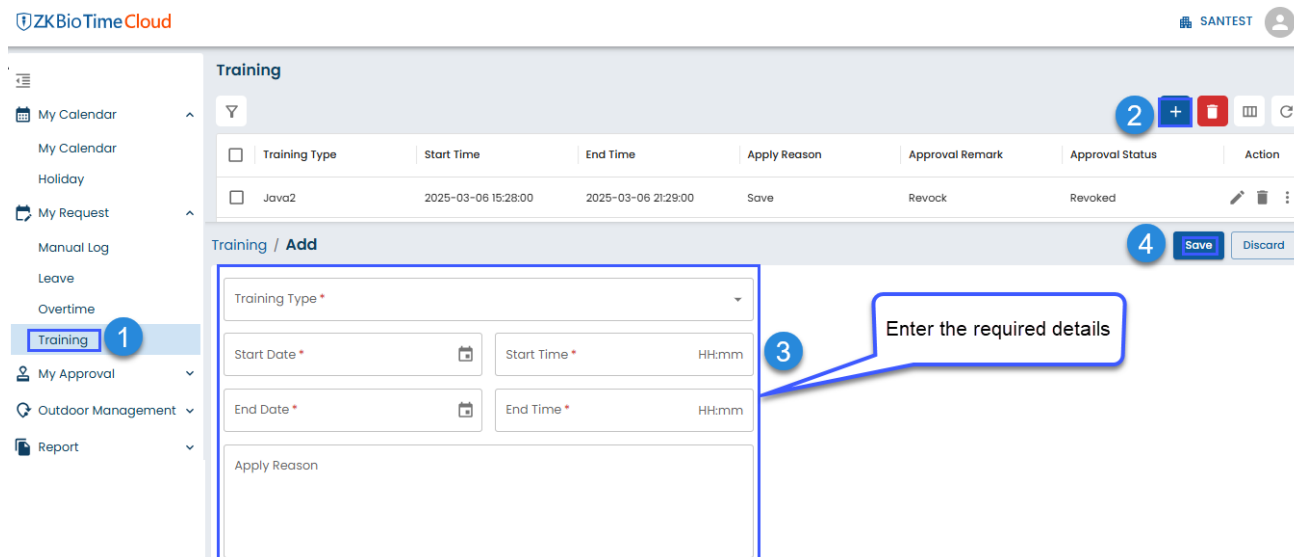 ZKBioTime Cloud
SANTEST
My Calendar
My Calendar
Holiday
My Request
Manual Log
Leave
Overtime
Training 1
My Approval
Outdoor Management
Report
Training
2 +
Training Type Start Time End Time Apply Reason Approval Remark Approval Status Action
Java2 2025-03-06 15:28:00 2025-03-06 21:29:00 Save Revock Revoked
Training / Add 4 Save Discard
Training Type *
Start Date * Start Time * HH:mm 3
End Date * End Time * HH:mm
Apply Reason
Enter the required details